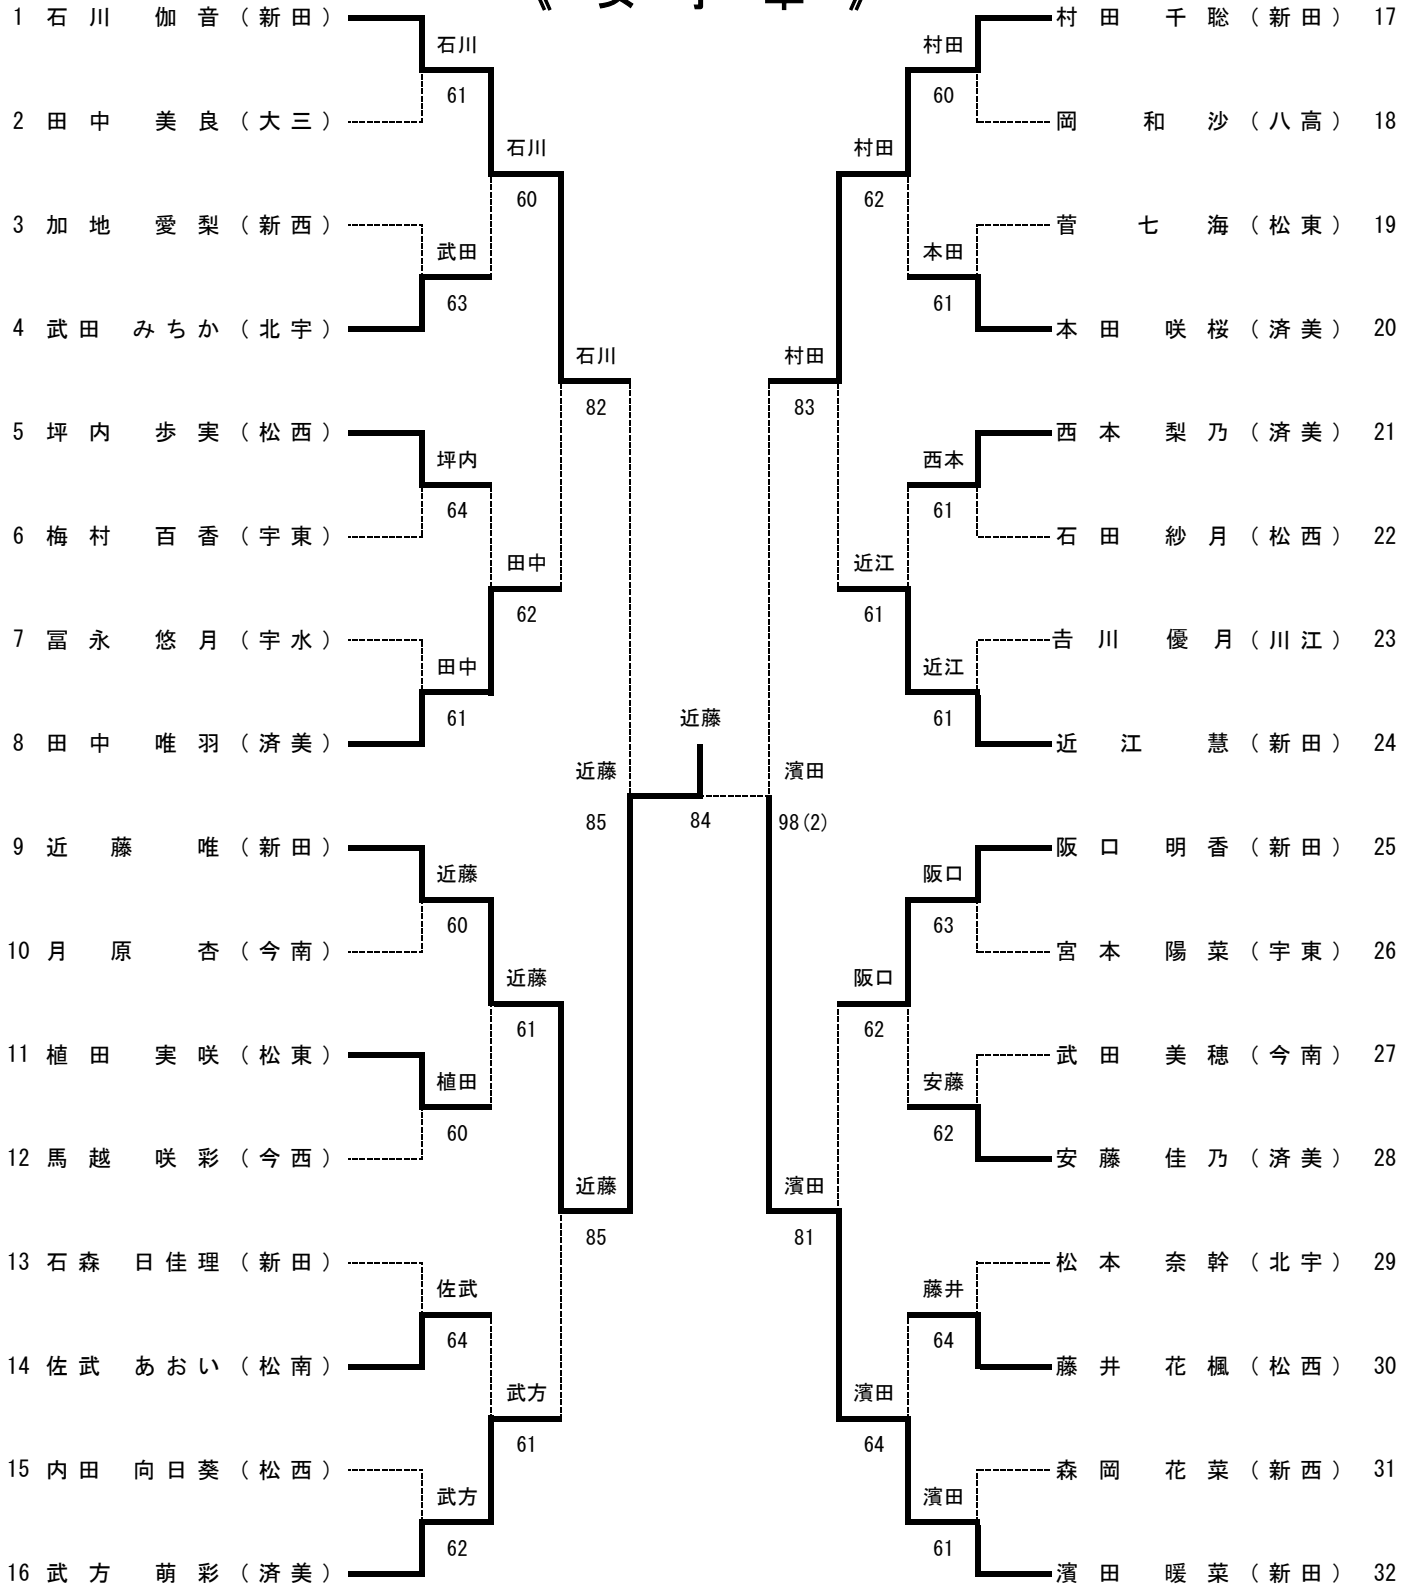 1 石川 伽音（新田）
石川
61
2 田中 美良（大三）
石川
60
3 加地 愛梨（新西）
武田
63
4 武田 みちか（北宇）
石川
82
5 坪内 歩実（松西）
坪内
64
6 梅村 百香（宇東）
田中
62
7 冨永 悠月（宇水）
田中
61
8 田中 唯羽（済美）
近藤
85
9 近藤 唯（新田）
近藤
60
10 月原 杏（今南）
近藤
61
11 植田 実咲（松東）
植田
60
12 馬越 咲彩（今西）
近藤
85
13 石森 日佳理（新田）
佐武
64
14 佐武 あおい（松南）
武方
61
15 内田 向日葵（松西）
武方
62
16 武方 萌彩（済美）
近藤
84
村田 千聡（新田） 17
村田
60
岡 和沙（八高） 18
村田
62
菅 七海（松東） 19
本田
61
本田 咲桜（済美） 20
村田
83
西本 梨乃（済美） 21
西本
61
石田 紗月（松西） 22
近江
61
𠮷川 優月（川江） 23
近江
61
近江 慧（新田） 24
濱田
98(2)
阪口 明香（新田） 25
阪口
63
宮本 陽菜（宇東） 26
阪口
62
武田 美穂（今南） 27
安藤
62
安藤 佳乃（済美） 28
濱田
81
松本 奈幹（北宇） 29
藤井
64
藤井 花楓（松西） 30
濱田
64
森岡 花菜（新西） 31
濱田
61
濱田 暖菜（新田） 32